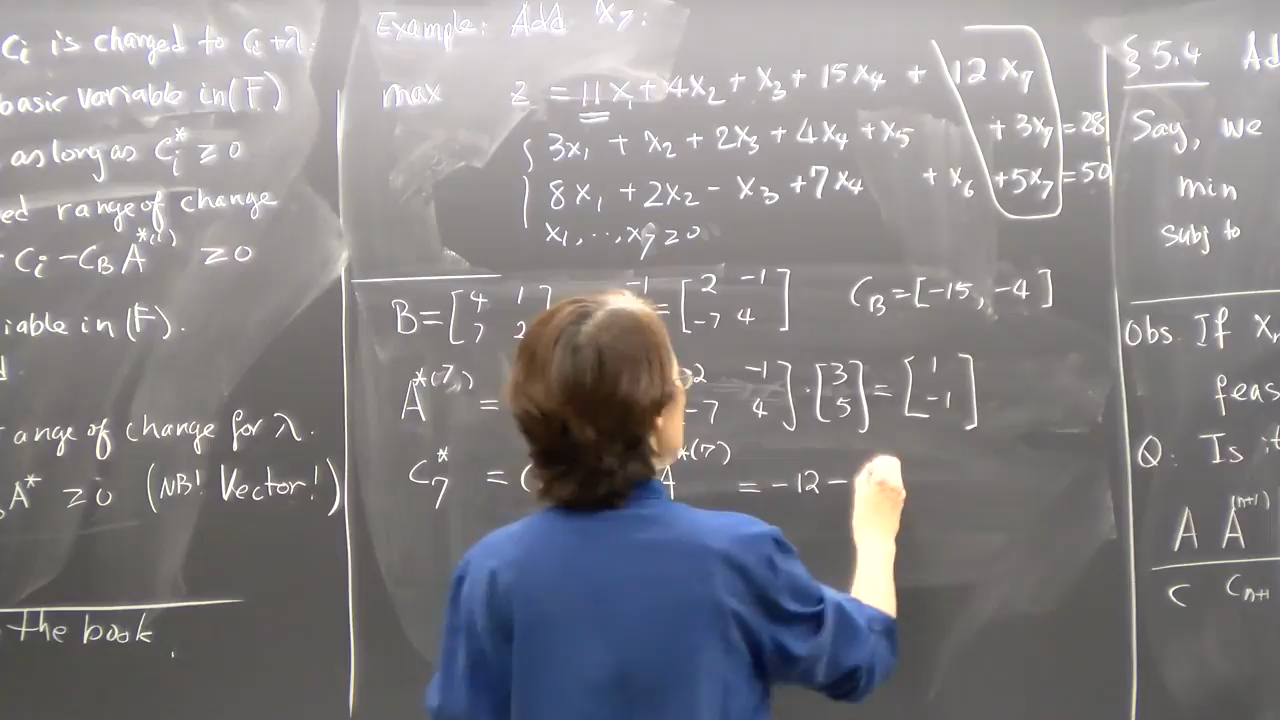 Cᵢ is changed to Cᵢ+λ.
basic variable in (F)
as long as Cᵢ* ≥ 0
range of change
Cᵢ - C_B A*⁽ⁱ⁾ ≥ 0
in (F).
range of change for λ.
A* ≥ 0 (NB! Vector!)
the book.
Example: Add x₇:
max z = 11x₁ + 4x₂ + x₃ + 15x₄ + 12x₇
{ 3x₁ + x₂ + 2x₃ + 4x₄ + x₅ + 3x₇ = 28
8x₁ + 2x₂ - x₃ + 7x₄ + x₆ + 5x₇ = 50
x₁, ..., x₇ ≥ 0
B = [4 1; 7 2 -1 = [2 -1; -7 4] C_B = [-15, -4]
A*⁽⁷⁾ = 2 -1; -7 4] · [3; 5] = [1; -1]
C₇* = A*⁽⁷⁾ = -12 -
§ 5.4
Say, we
min
subj to
Obs. If
Q. Is
A A⁽ⁿ⁺¹⁾
c cₙ₊₁